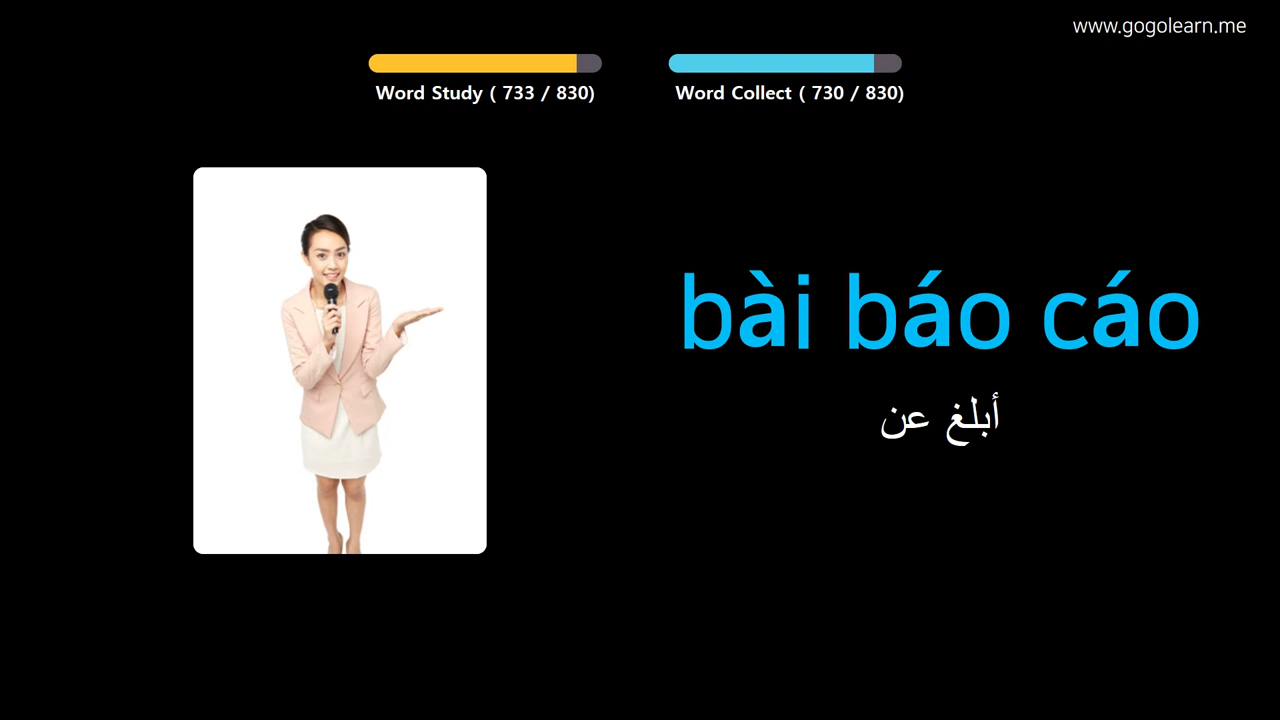 www.gogolearn.me
Word Study ( 733 / 830)
Word Collect ( 730 / 830)
bài báo cáo
أبلغ عن